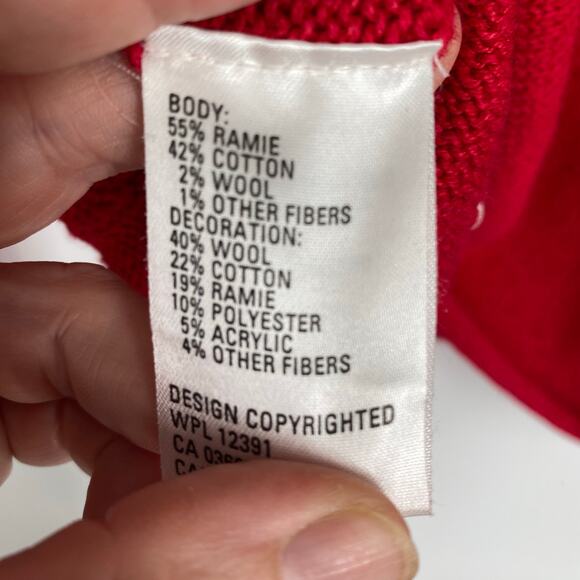 BODY:
55% RAMIE
42% COTTON
2% WOOL
1% OTHER FIBERS
DECORATION:
40% WOOL
22% COTTON
19% RAMIE
10% POLYESTER
5% ACRYLIC
4% OTHER FIBERS
DESIGN COPYRIGHTED
WPL 12391
CA